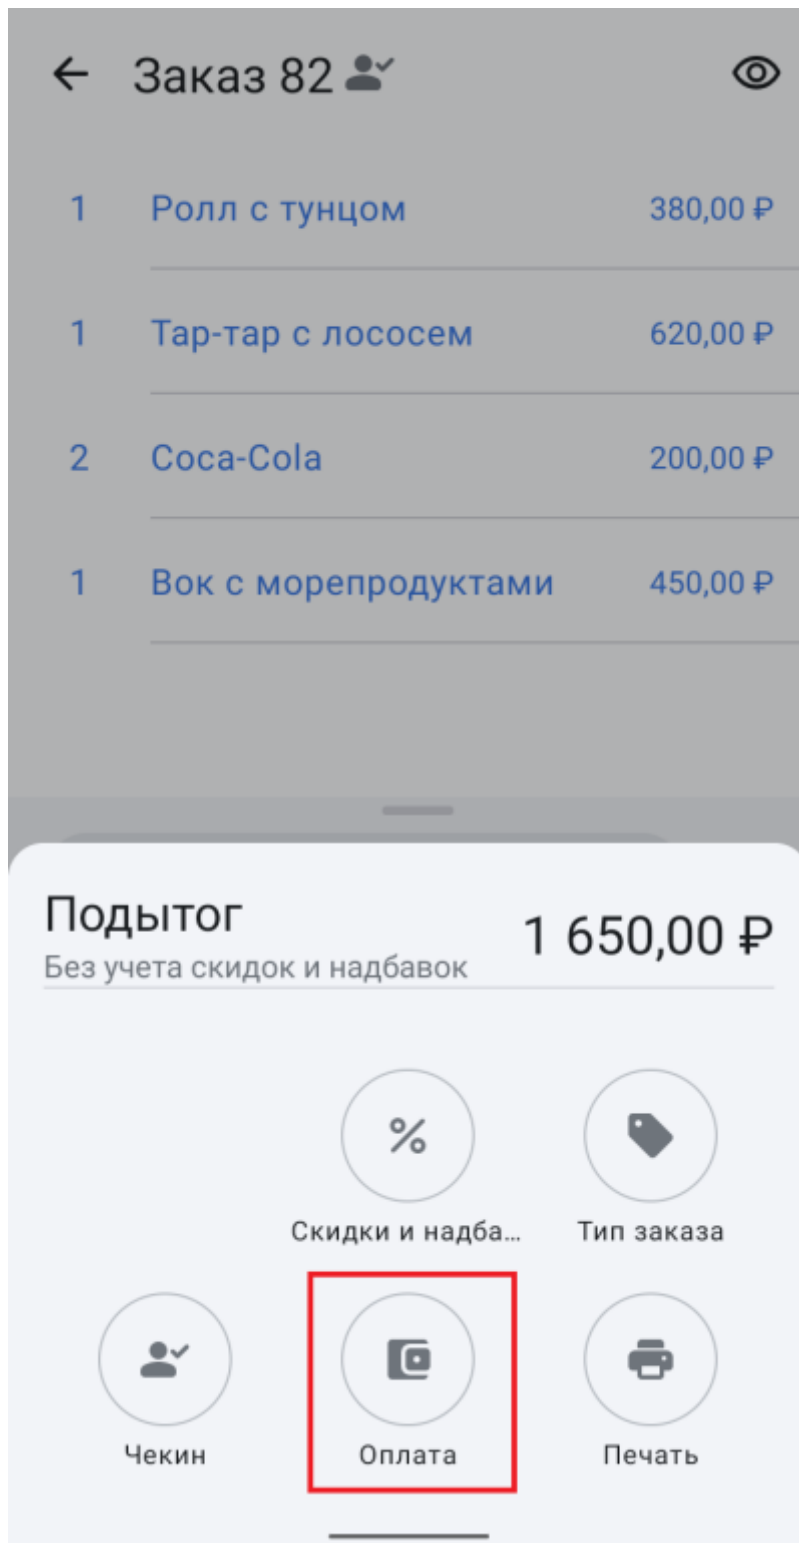 Заказ 82
1 Ролл с тунцом 380,00 ₽
1 Тар-тар с лососем 620,00 ₽
2 Coca-Cola 200,00 ₽
1 Вок с морепродуктами 450,00 ₽
Подытог 1 650,00 ₽
Без учета скидок и надбавок
Скидки и надба... Тип заказа
Чекин Оплата Печать